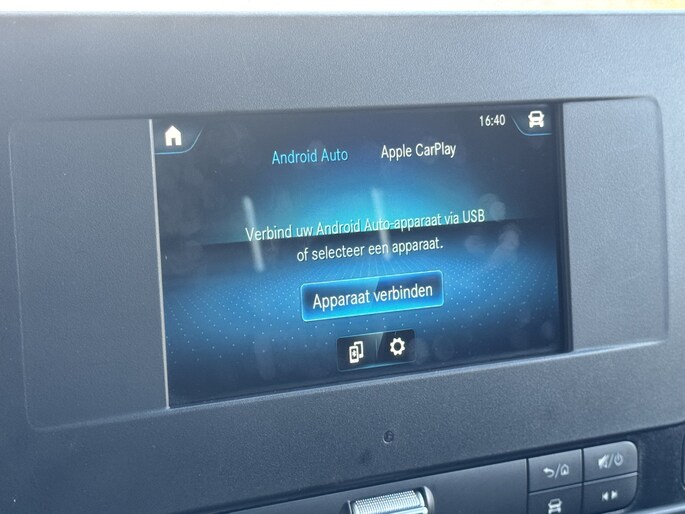 16:40
Android Auto Apple CarPlay
Verbind uw Android Auto-apparaat via USB
of selecteer een apparaat.
Apparaat verbinden